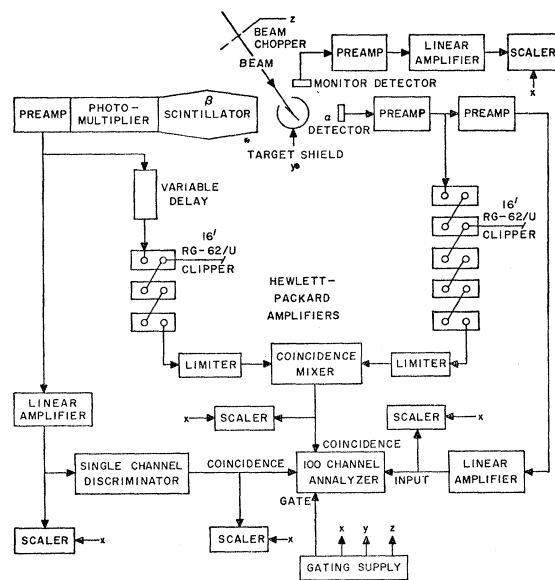 z
BEAM
CHOPPER
BEAM
PREAMP
LINEAR
AMPLIFIER
SCALER
x
MONITOR DETECTOR
PREAMP
PHOTO-
MULTIPLIER
β
SCINTILLATOR
α
DETECTOR
PREAMP
PREAMP
TARGET SHIELD
y
VARIABLE
DELAY
16'
RG-62/U
CLIPPER
16'
RG-62/U
CLIPPER
HEWLETT-
PACKARD
AMPLIFIERS
LIMITER
COINCIDENCE
MIXER
LIMITER
LINEAR
AMPLIFIER
x
SCALER
SCALER
x
COINCIDENCE
SINGLE CHANNEL
DISCRIMINATOR
COINCIDENCE
100 CHANNEL
ANNALYZER
INPUT
LINEAR
AMPLIFIER
GATE
SCALER
x
SCALER
x
x
y
z
GATING SUPPLY